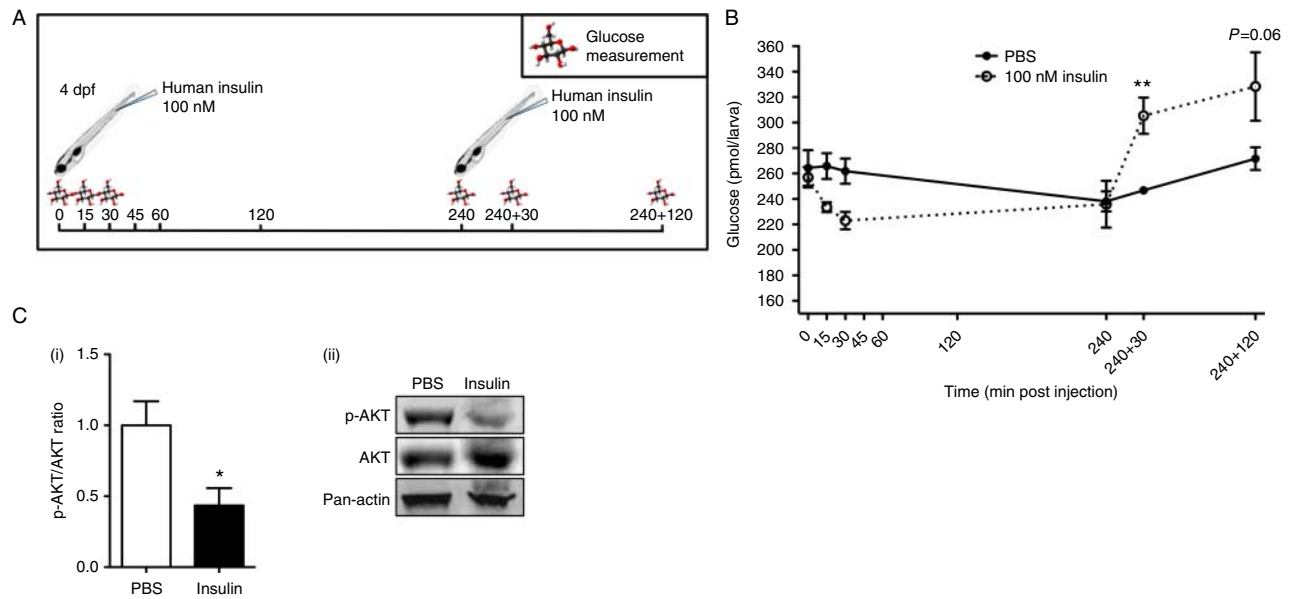 A
Glucose
measurement
4 dpf
Human insulin
100 nM
Human insulin
100 nM
0 15 30 45 60 120 240 240+30 240+120
B
P=0.06
PBS
100 nM insulin
**
Glucose (pmol/larva)
360
340
320
300
280
260
240
220
200
180
160
0 15 30 45 60 120 240 240+30 240+120
Time (min post injection)
C
(i)
p-AKT/AKT ratio
1.5
1.0
0.5
0.0
*
PBS Insulin
(ii)
PBS Insulin
p-AKT
AKT
Pan-actin